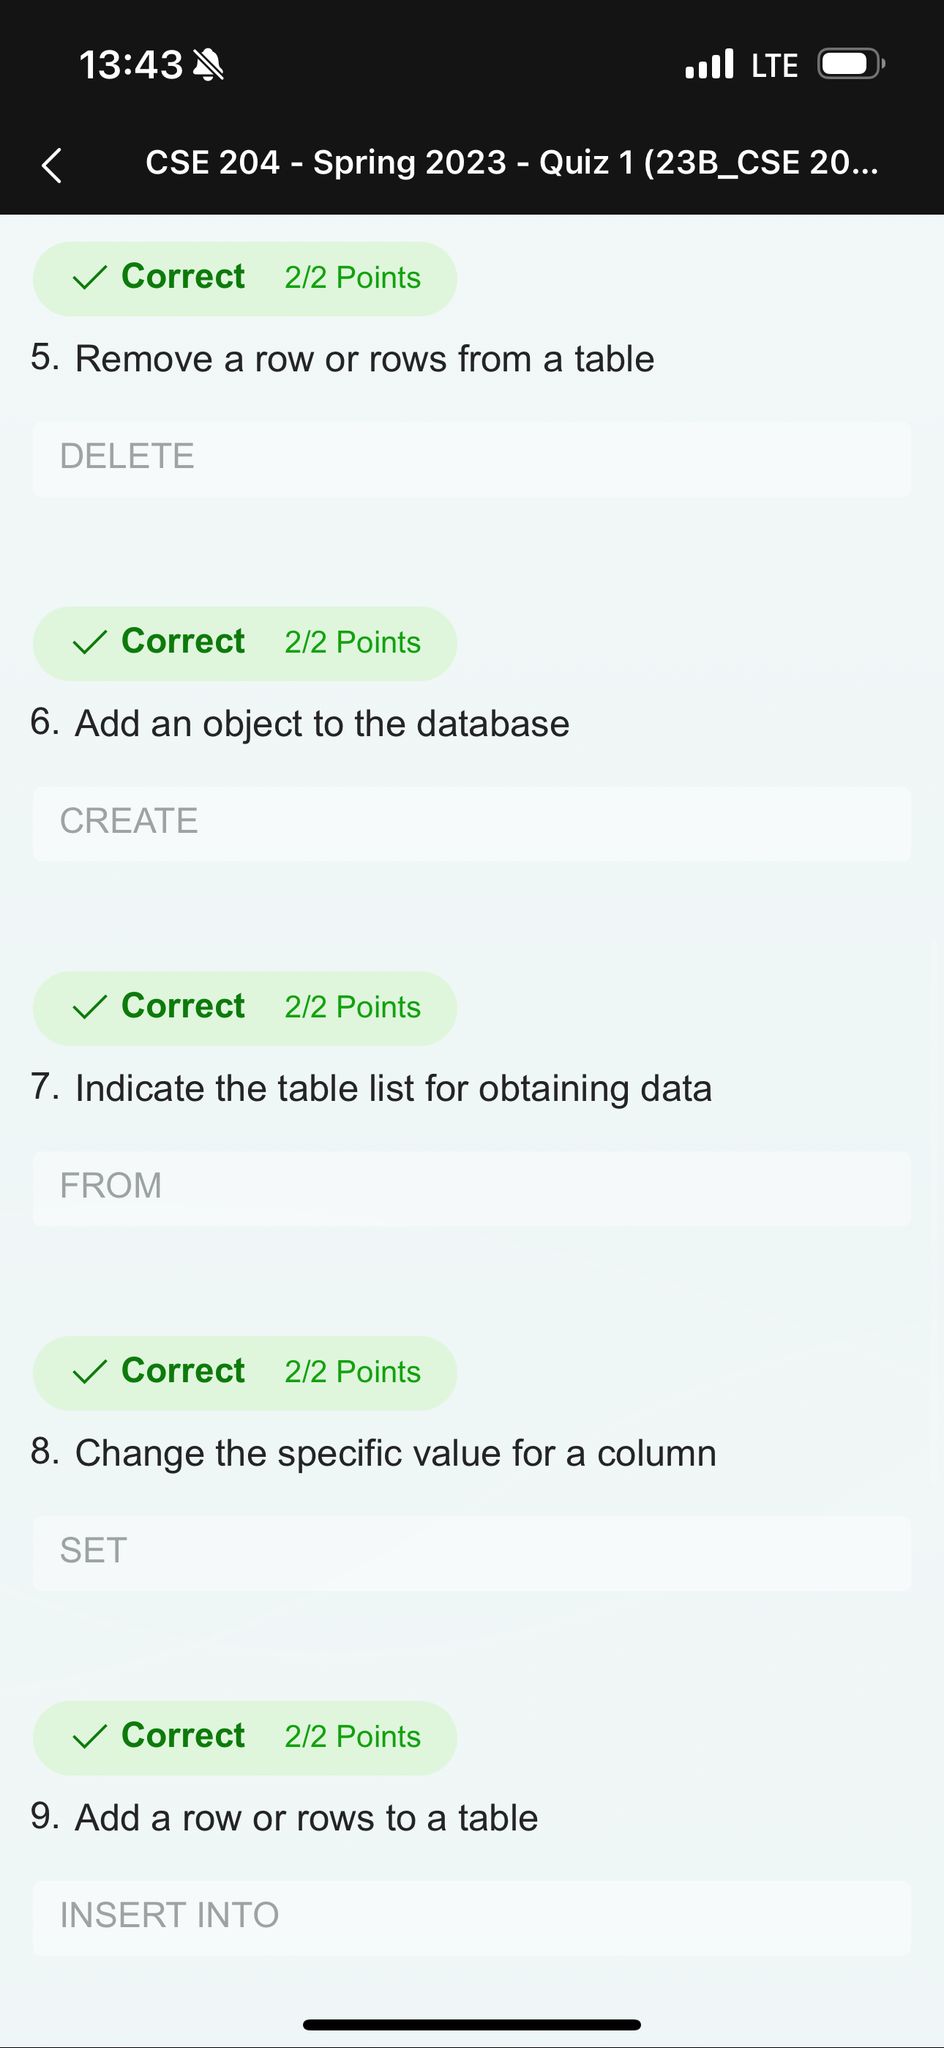 13:43
LTE
CSE 204 - Spring 2023 - Quiz 1 (23B_CSE 20...
Correct 2/2 Points
5. Remove a row or rows from a table
DELETE
Correct 2/2 Points
6. Add an object to the database
CREATE
Correct 2/2 Points
7. Indicate the table list for obtaining data
FROM
Correct 2/2 Points
8. Change the specific value for a column
SET
Correct 2/2 Points
9. Add a row or rows to a table
INSERT INTO